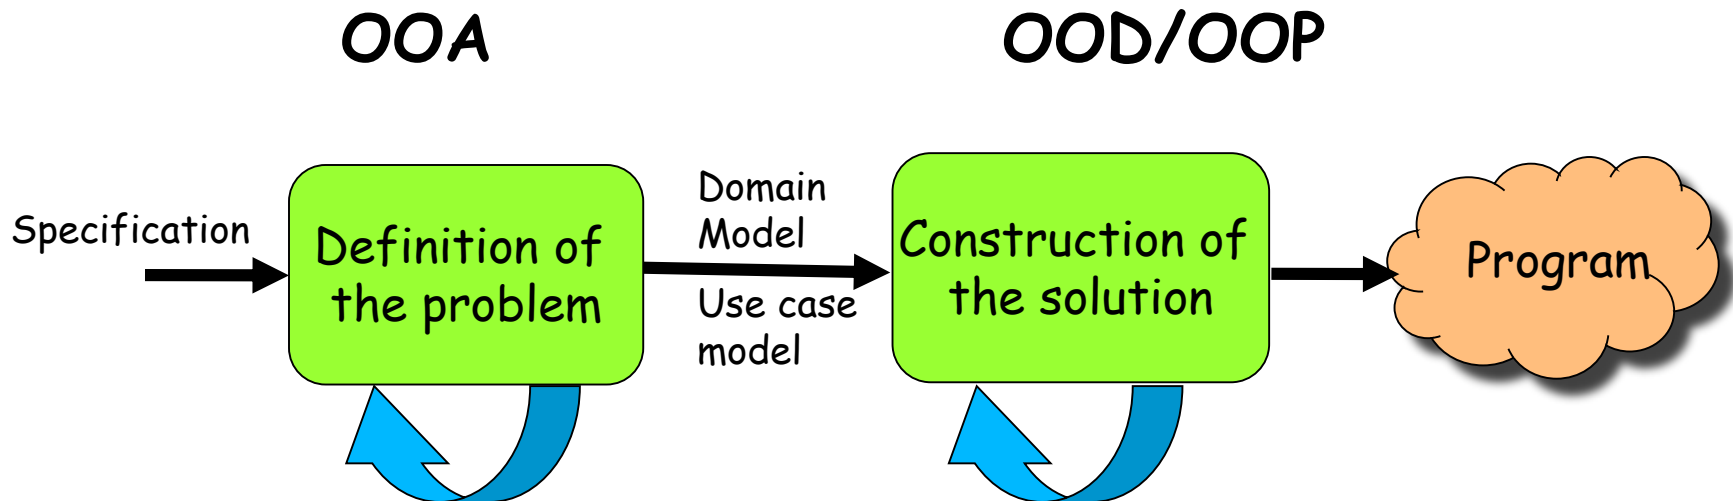 OOA
OOD/OOP
Specification
Definition of
the problem
Domain
Model
Use case
model
Construction of
the solution
Program